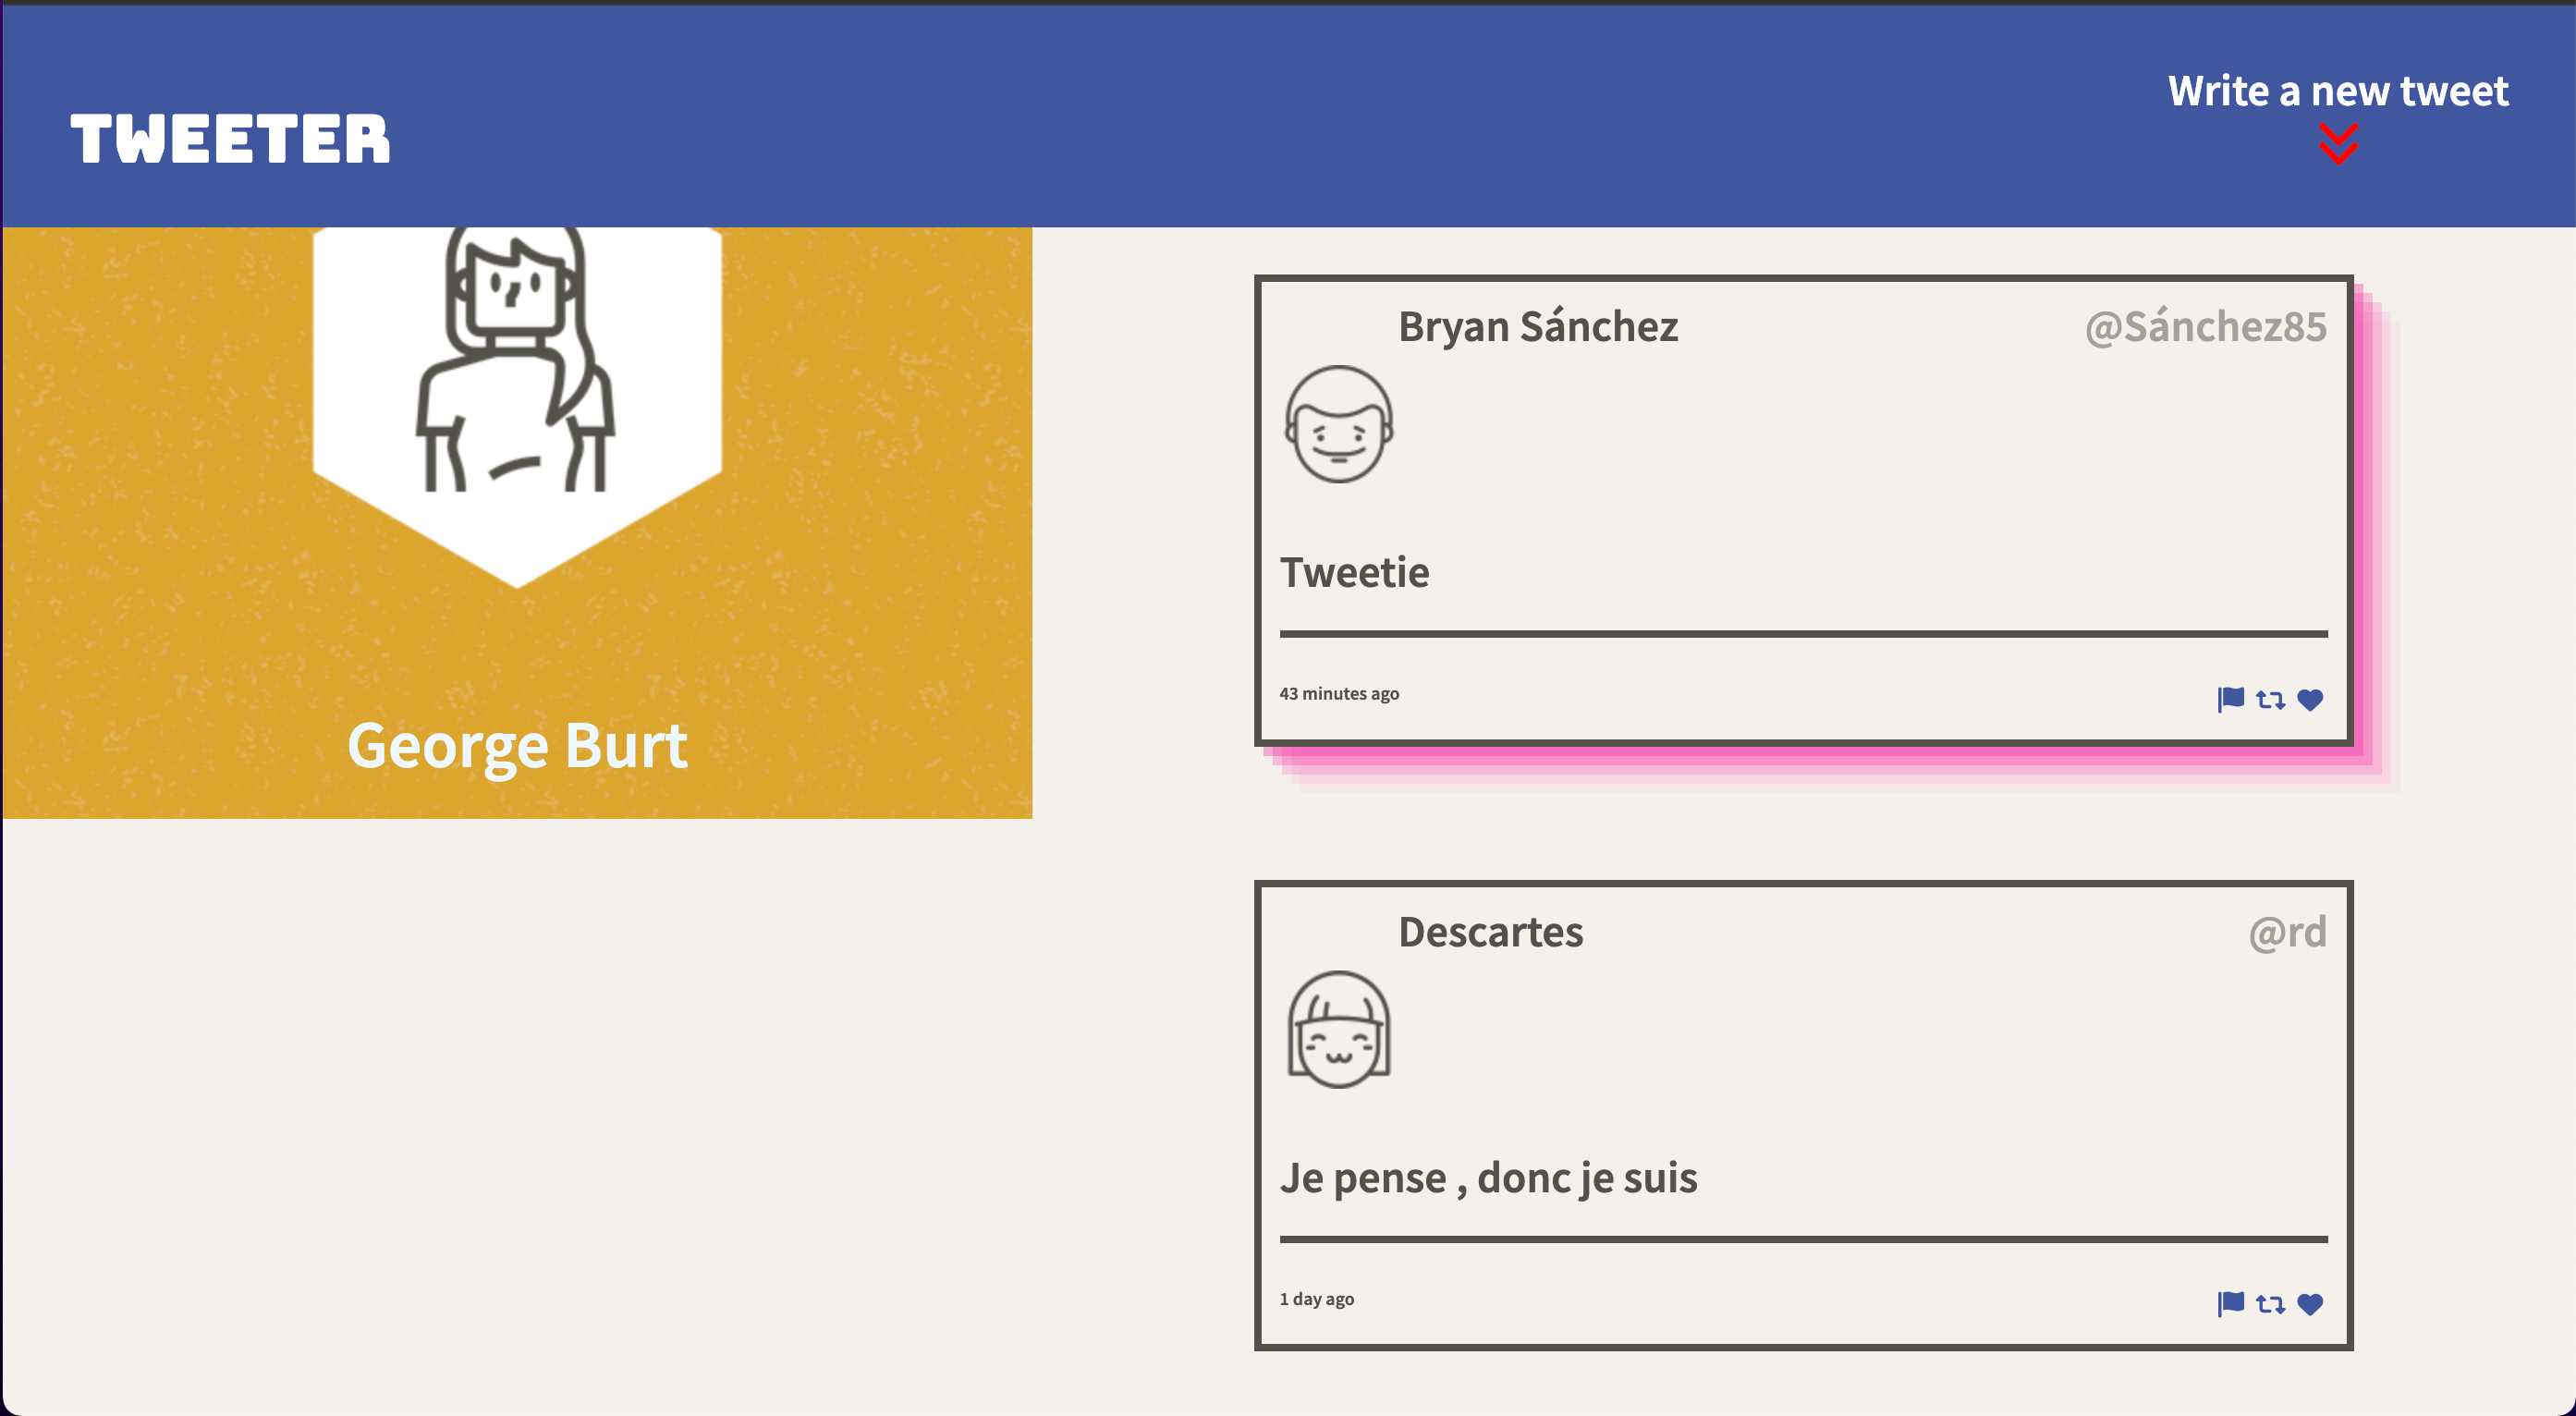 TWEETER
Write a new tweet
George Burt
Bryan Sánchez
@Sánchez85
Tweetie
43 minutes ago
Descartes
@rd
Je pense , donc je suis
1 day ago